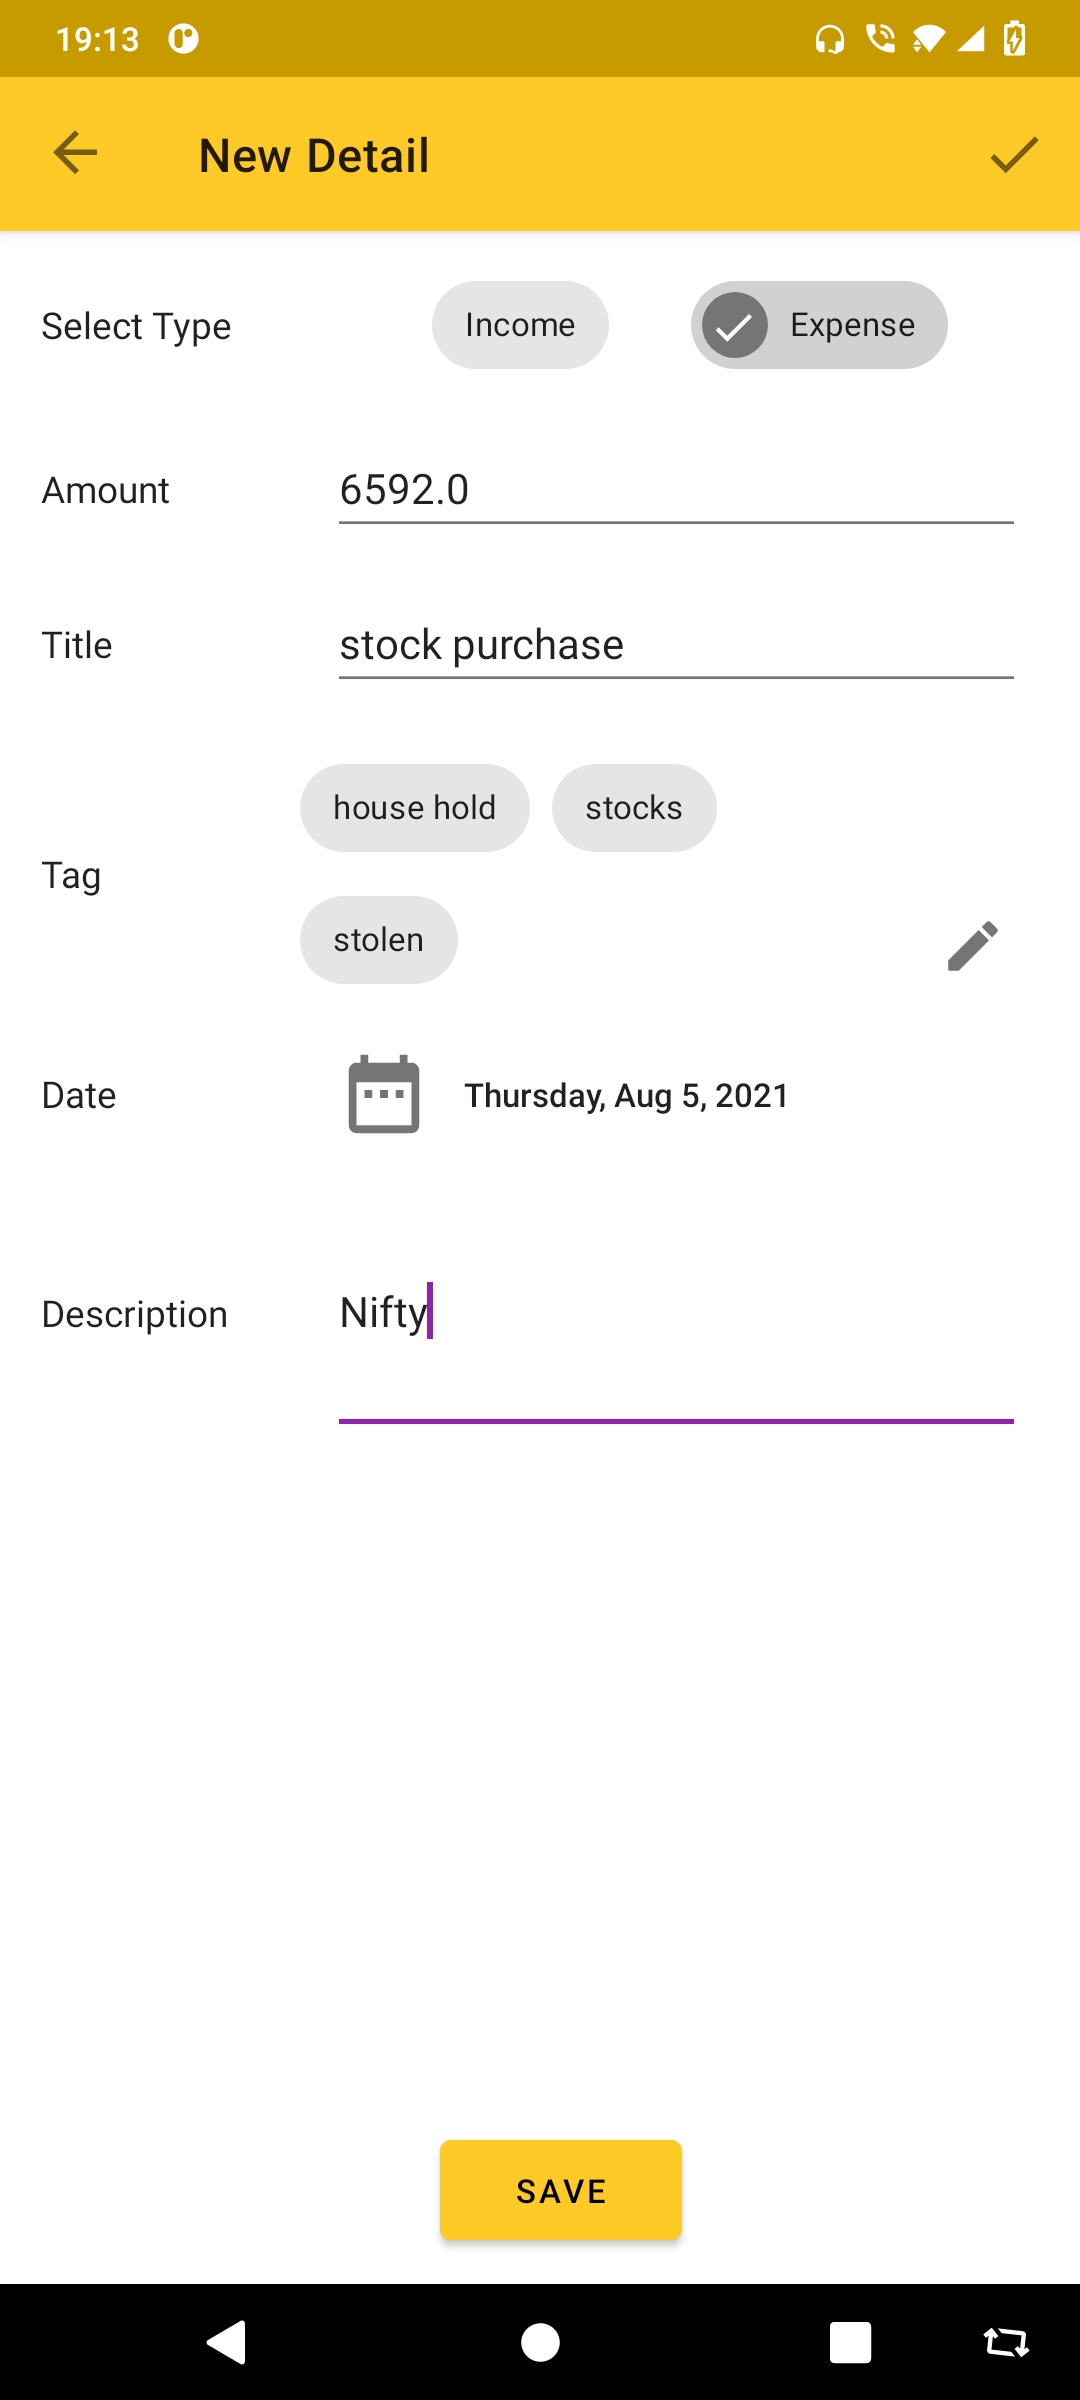 19:13
New Detail
Select Type Income Expense
Amount 6592.0
Title stock purchase
house hold stocks
Tag
stolen
Date Thursday, Aug 5, 2021
Description Nifty
SAVE